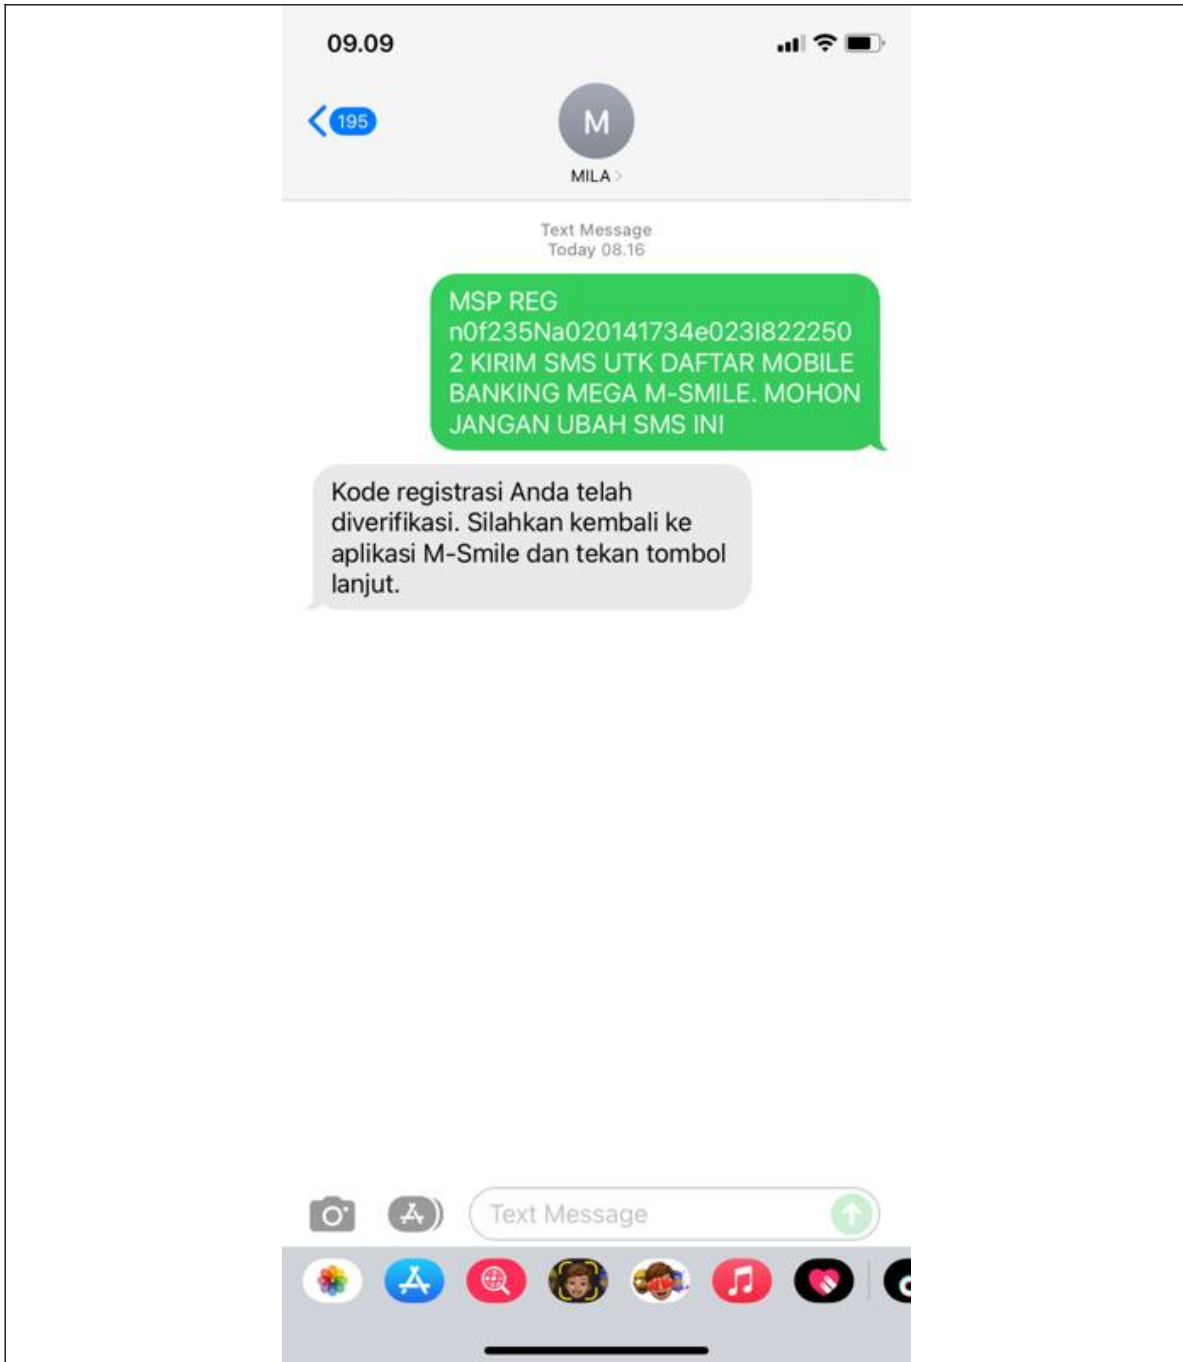 09.09
195
M
MILA
Text Message
Today 08.16
MSP REG
n0f235Na020141734e023l822250
2 KIRIM SMS UTK DAFTAR MOBILE
BANKING MEGA M-SMILE. MOHON
JANGAN UBAH SMS INI
Kode registrasi Anda telah
diverifikasi. Silahkan kembali ke
aplikasi M-Smile dan tekan tombol
lanjut.
Text Message